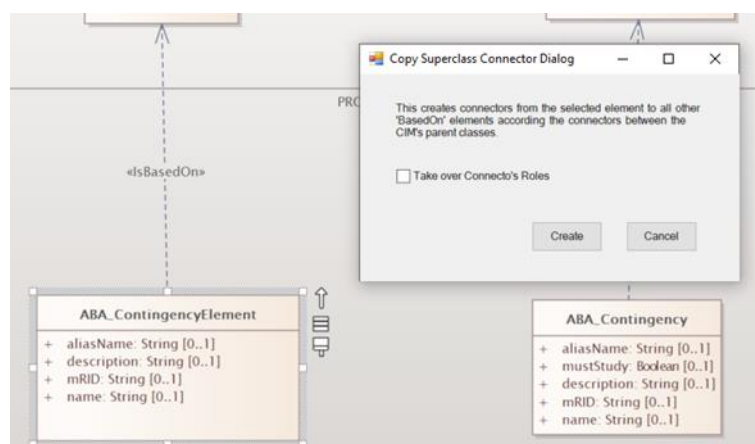 Copy Superclass Connector Dialog
PRO
This creates connectors from the selected element to all other
'BasedOn' elements according the connectors between the
CIM's parent classes.
«IsBasedOn»
Take over Connecto's Roles
Create Cancel
ABA_ContingencyElement
+ aliasName: String [0..1]
+ description: String [0..1]
+ mRID: String [0..1]
+ name: String [0..1]
ABA_Contingency
+ aliasName: String [0..1]
+ mustStudy: Boolean [0..1]
+ description: String [0..1]
+ mRID: String [0..1]
+ name: String [0..1]